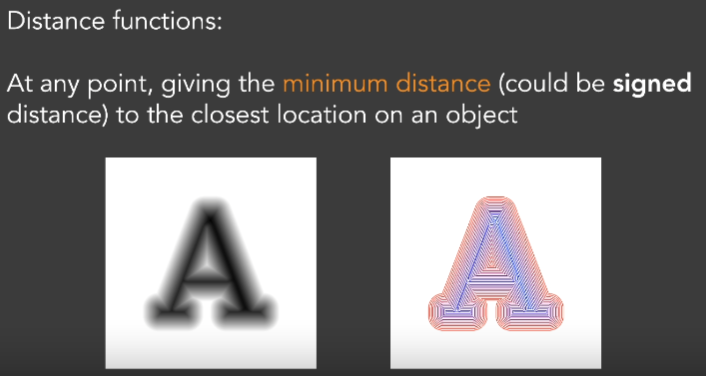 Distance functions:
At any point, giving the minimum distance (could be signed
distance) to the closest location on an object
A
A